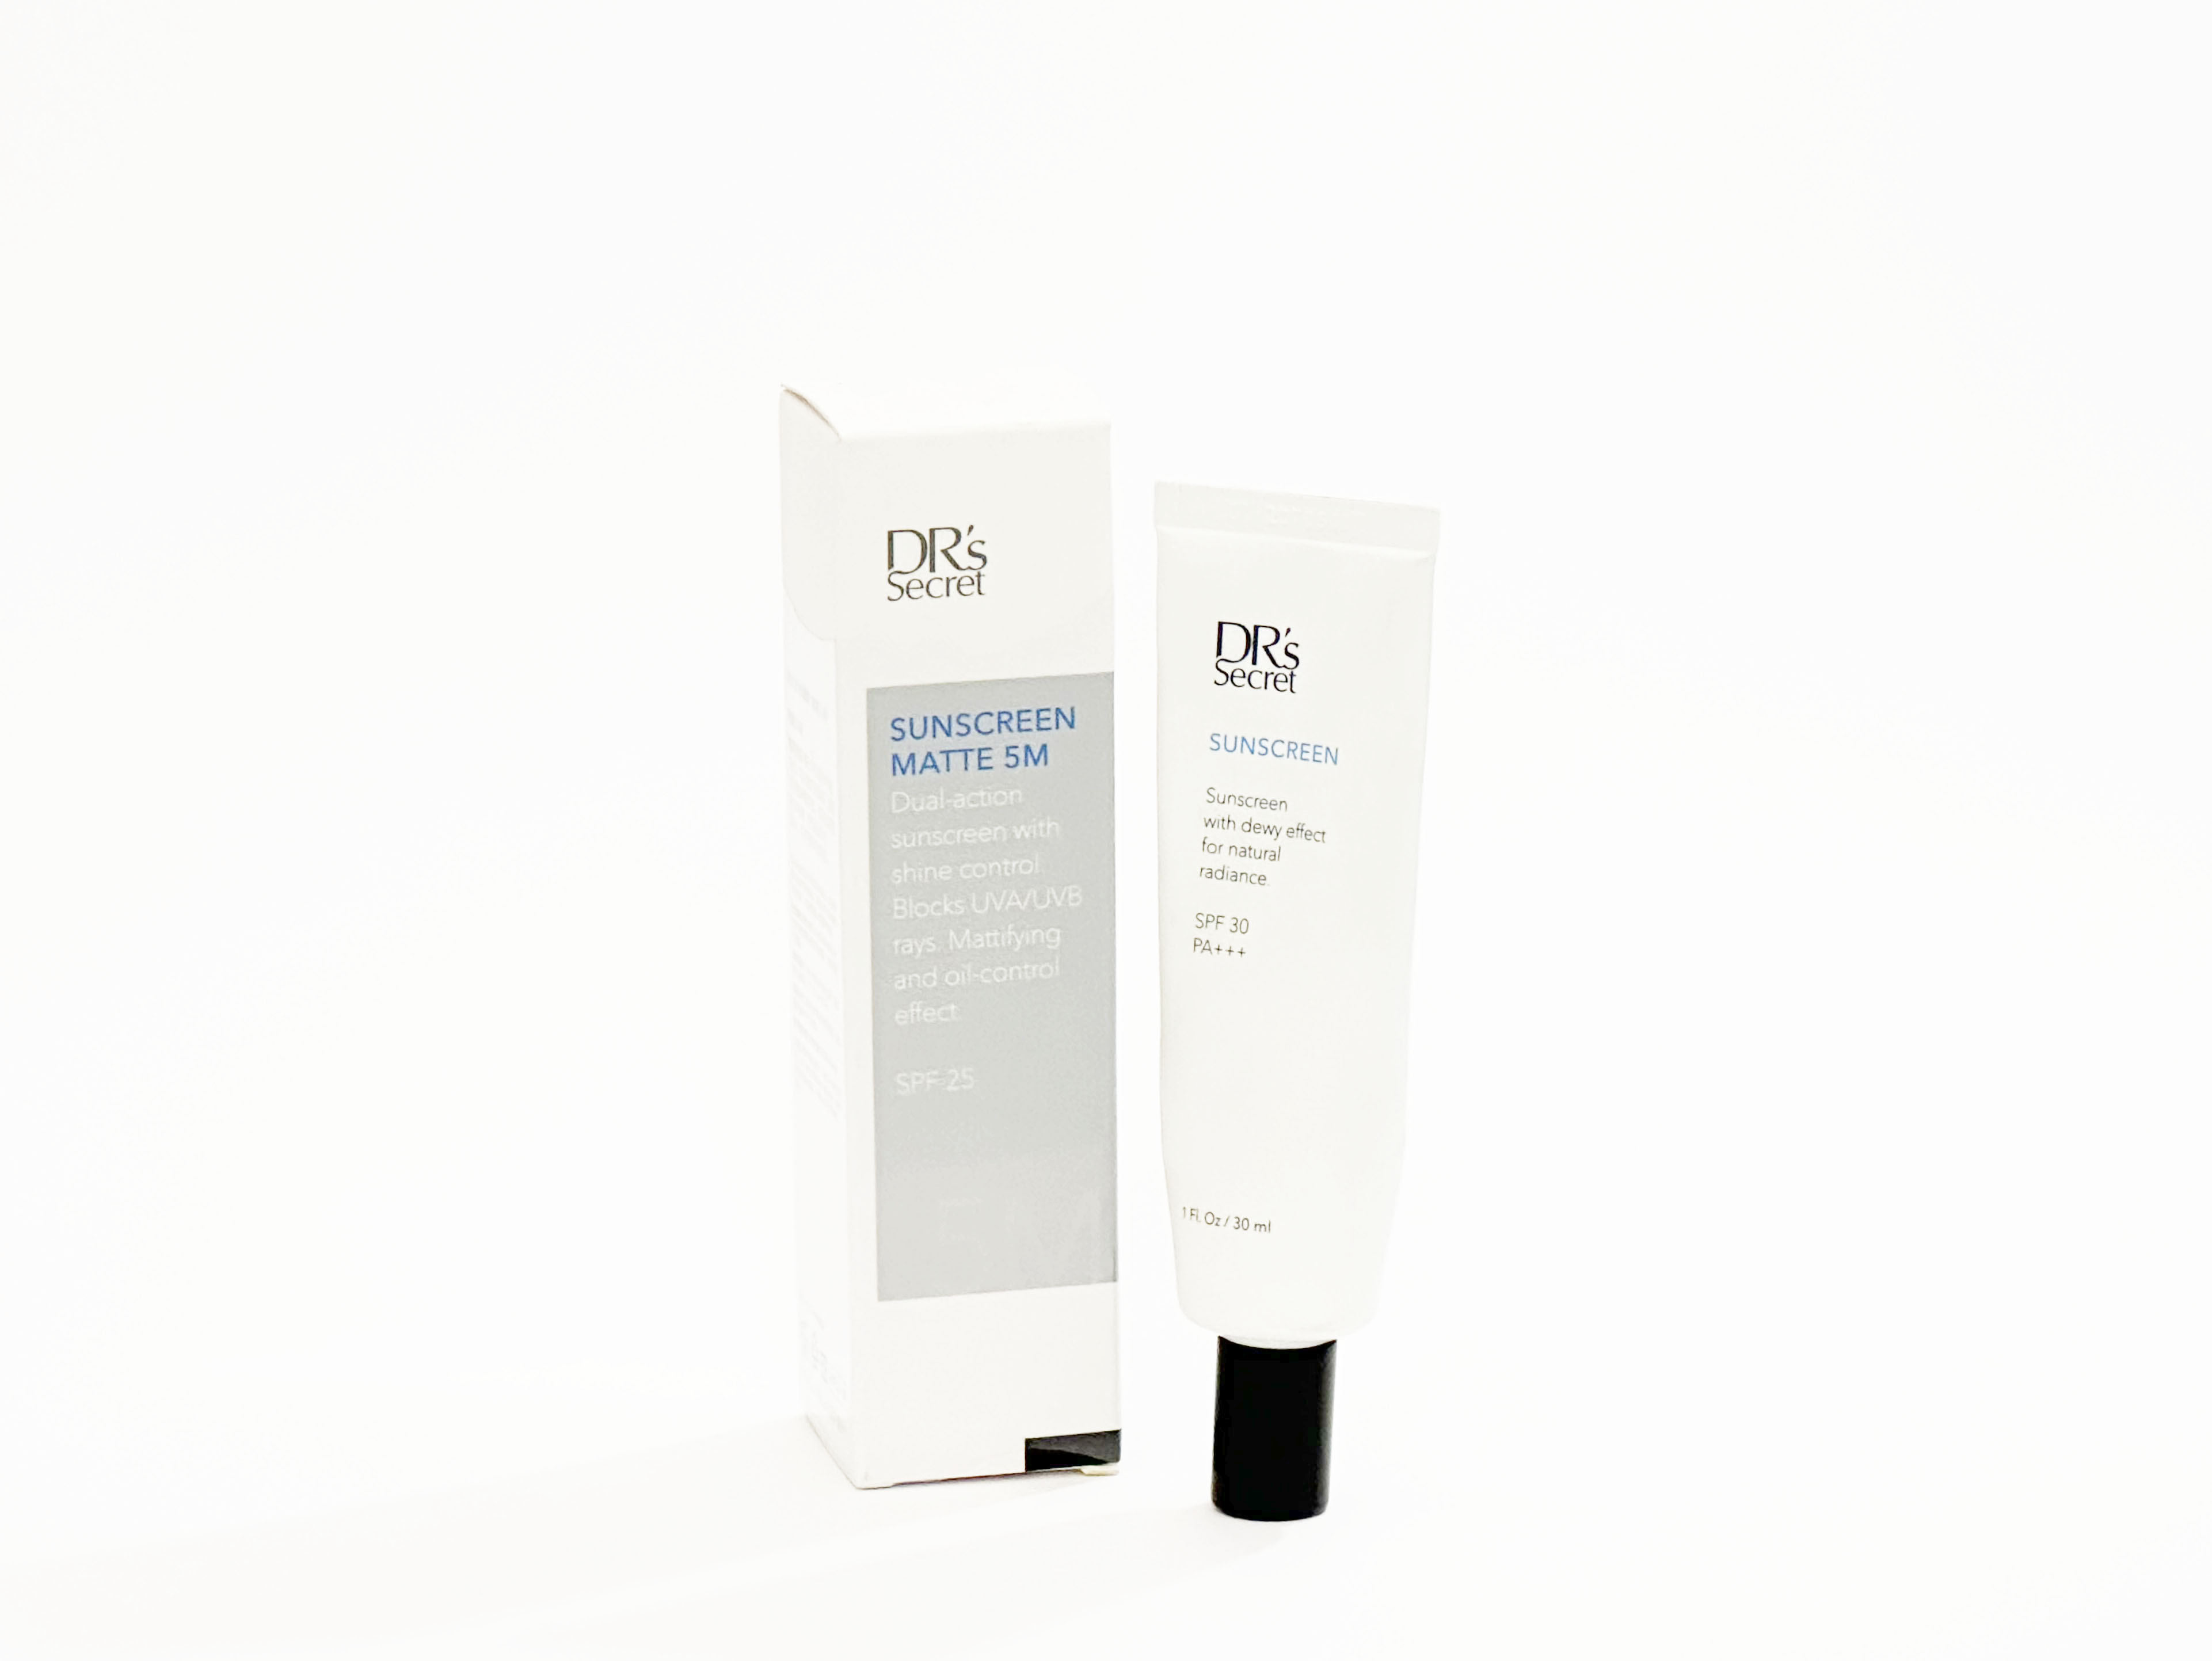 DR's
Secret
SUNSCREEN
MATTE 5M
Dual-action
sunscreen with
shine control.
Blocks UVA/UVB
rays. Mattifying
and oil-control
effect.
SPF 25
DR's
Secret
SUNSCREEN
Sunscreen
with dewy effect
for natural
radiance.
SPF 30
PA+++
1 Fl. Oz / 30 ml